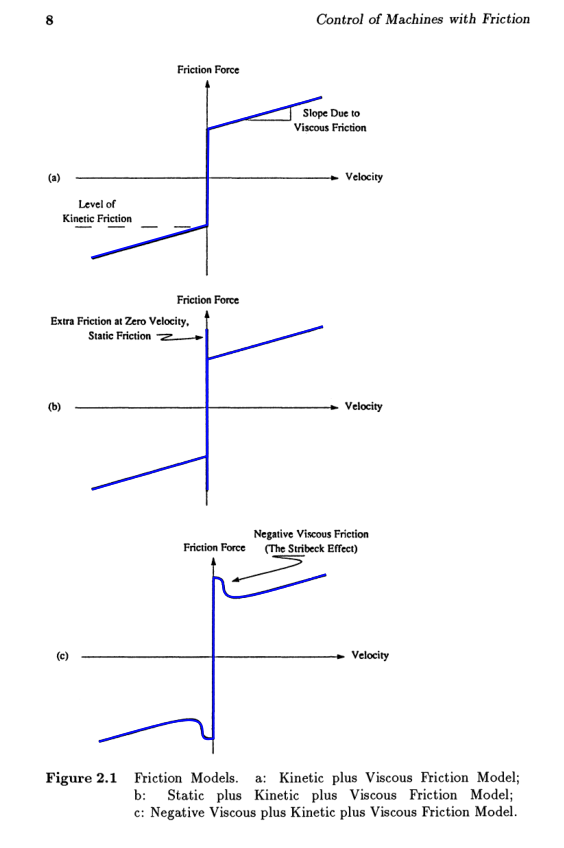 8
Control of Machines with Friction
Friction Force
Slope Due to
Viscous Friction
(a)
Velocity
Level of
Kinetic Friction
Friction Force
Extra Friction at Zero Velocity,
Static Friction
(b)
Velocity
Negative Viscous Friction
Friction Force
(The Stribeck Effect)
(c)
Velocity
Figure 2.1 Friction Models. a: Kinetic plus Viscous Friction Model;
b: Static plus Kinetic plus Viscous Friction Model;
c: Negative Viscous plus Kinetic plus Viscous Friction Model.